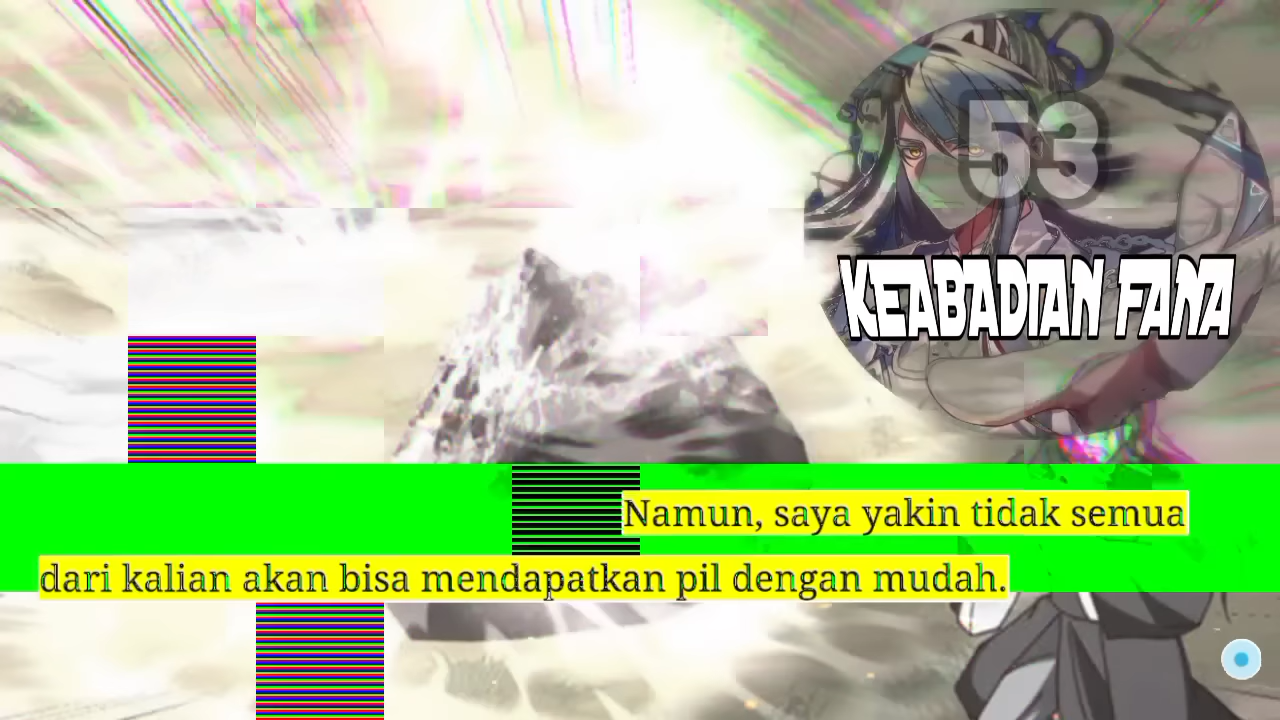 53
KEABADIAN FANA
Namun, saya yakin tidak semua
dari kalian akan bisa mendapatkan pil dengan mudah.